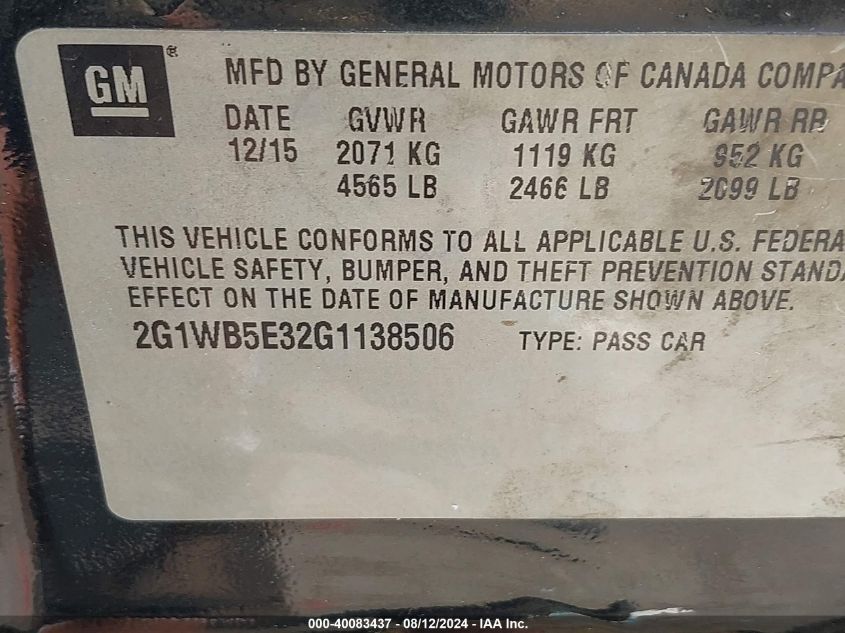 GM ®
MFD BY GENERAL MOTORS OF CANADA COMPA
DATE GVWR GAWR FRT GAWR RR
12/15 2071 KG 1119 KG 952 KG
4565 LB 2466 LB 2099 LB
THIS VEHICLE CONFORMS TO ALL APPLICABLE U.S. FEDERA
VEHICLE SAFETY, BUMPER, AND THEFT PREVENTION STANDA
EFFECT ON THE DATE OF MANUFACTURE SHOWN ABOVE.
2G1WB5E32G1138506 TYPE: PASS CAR
000-40083437 - 08/12/2024 - IAA Inc.